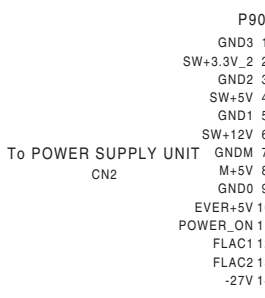 P90
GND3 1
SW+3.3V_2 2
GND2 3
SW+5V 4
GND1 5
SW+12V 6
To POWER SUPPLY UNIT GNDM 7
CN2 M+5V 8
GND0 9
EVER+5V 1
POWER_ON 1
FLAC1 1
FLAC2 1
-27V 1